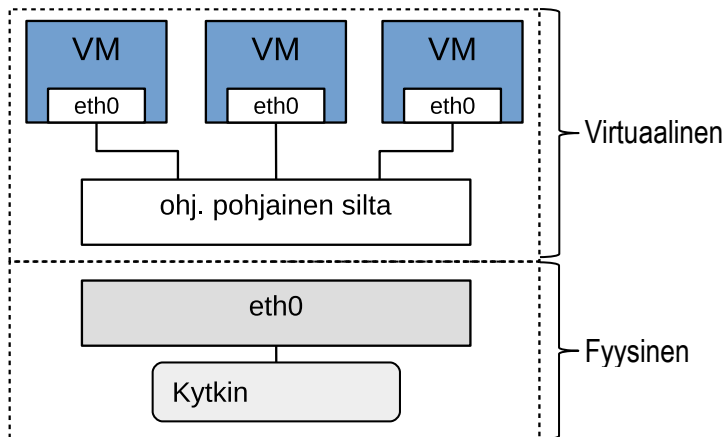 VM
VM
VM
eth0
eth0
eth0
Virtuaalinen
ohj. pohjainen silta
eth0
Fyysinen
Kytkin